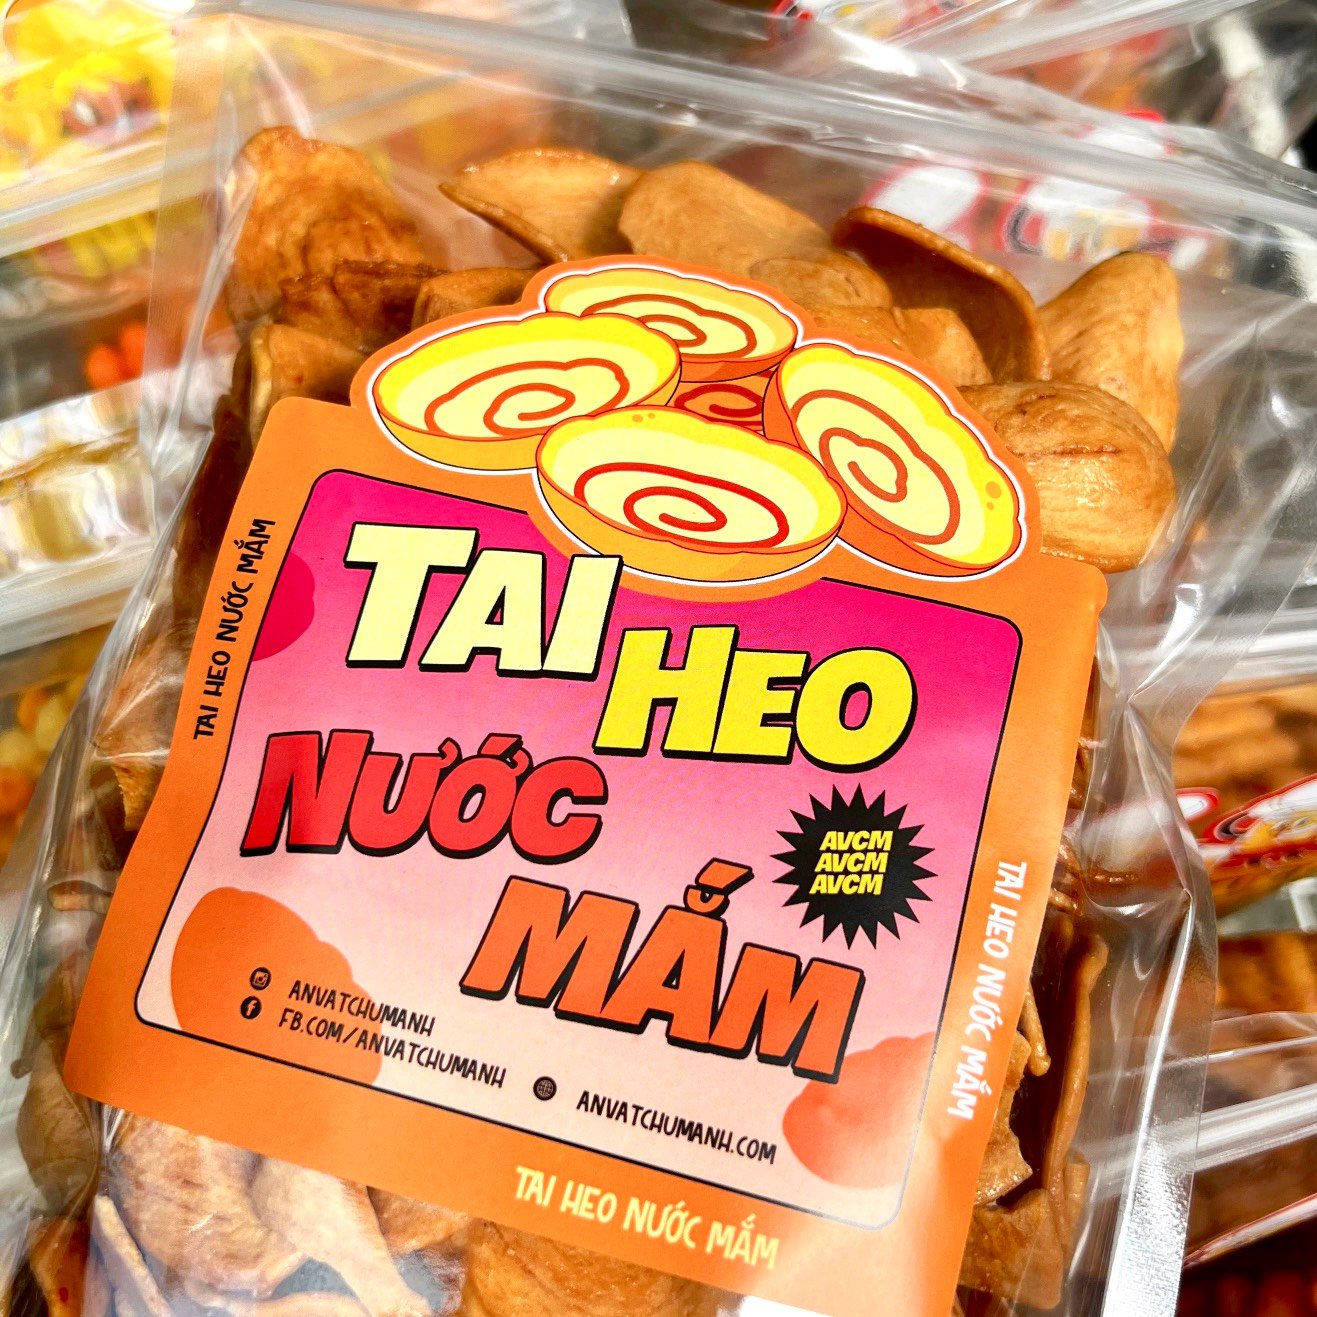 TAI HEO
NƯỚC
MẮM
AVCM
AVCM
AVCM
ANVATCHUMANH
FB.COM/ANVATCHUMANH
ANVATCHUMANH.COM
TAI HEO NƯỚC MẮM
TAI HEO NƯỚC MẮM
TAI HEO NƯỚC MẮM